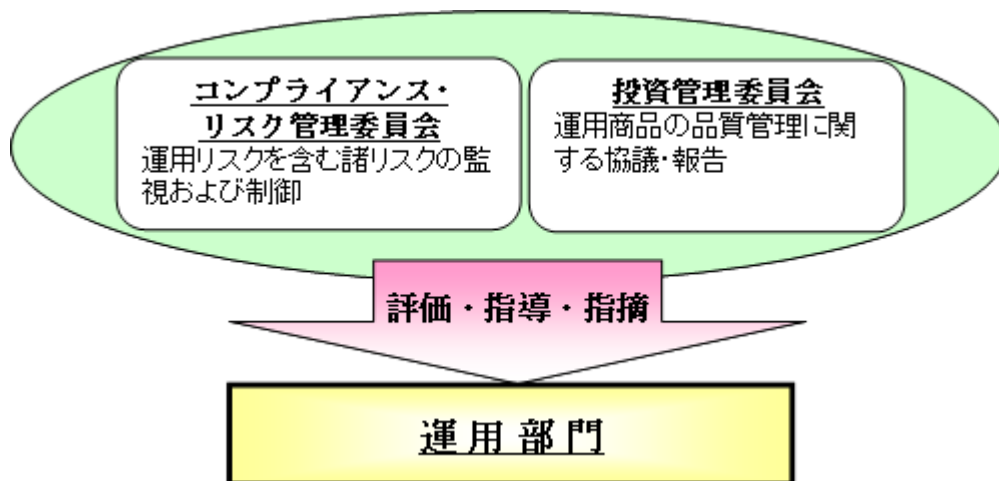 コンプライアンス・
リスク管理委員会
運用リスクを含む諸リスクの監
視および制御
投資管理委員会
運用商品の品質管理に関
する協議・報告
評価・指導・指摘
運用部門